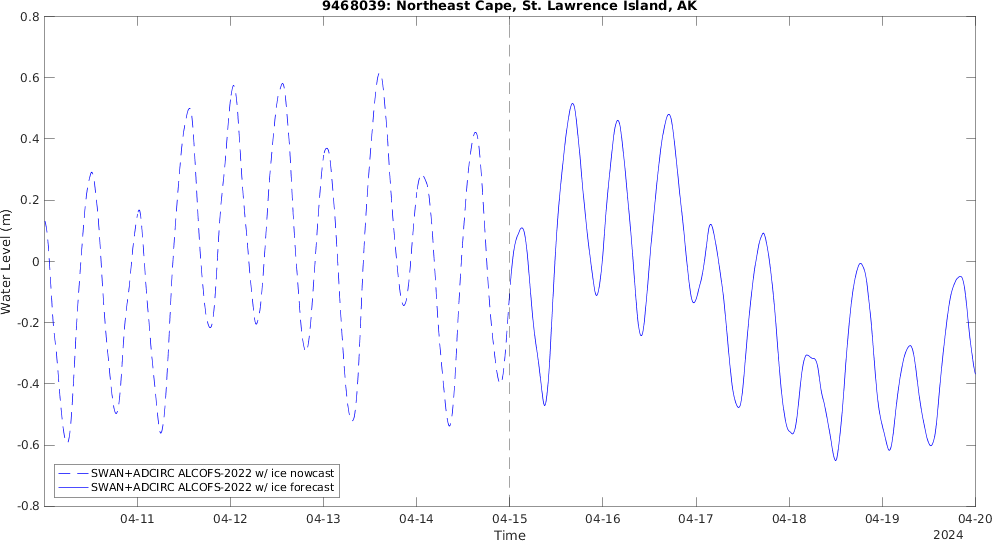 9468039: Northeast Cape, St. Lawrence Island, AK
0.8
0.6
0.4
0.2
0
-0.2
-0.4
-0.6
-0.8
Water Level (m)
SWAN+ADCIRC ALCOFS-2022 w/ ice nowcast
SWAN+ADCIRC ALCOFS-2022 w/ ice forecast
04-11 04-12 04-13 04-14 04-15 04-16 04-17 04-18 04-19 04-20
Time
2024